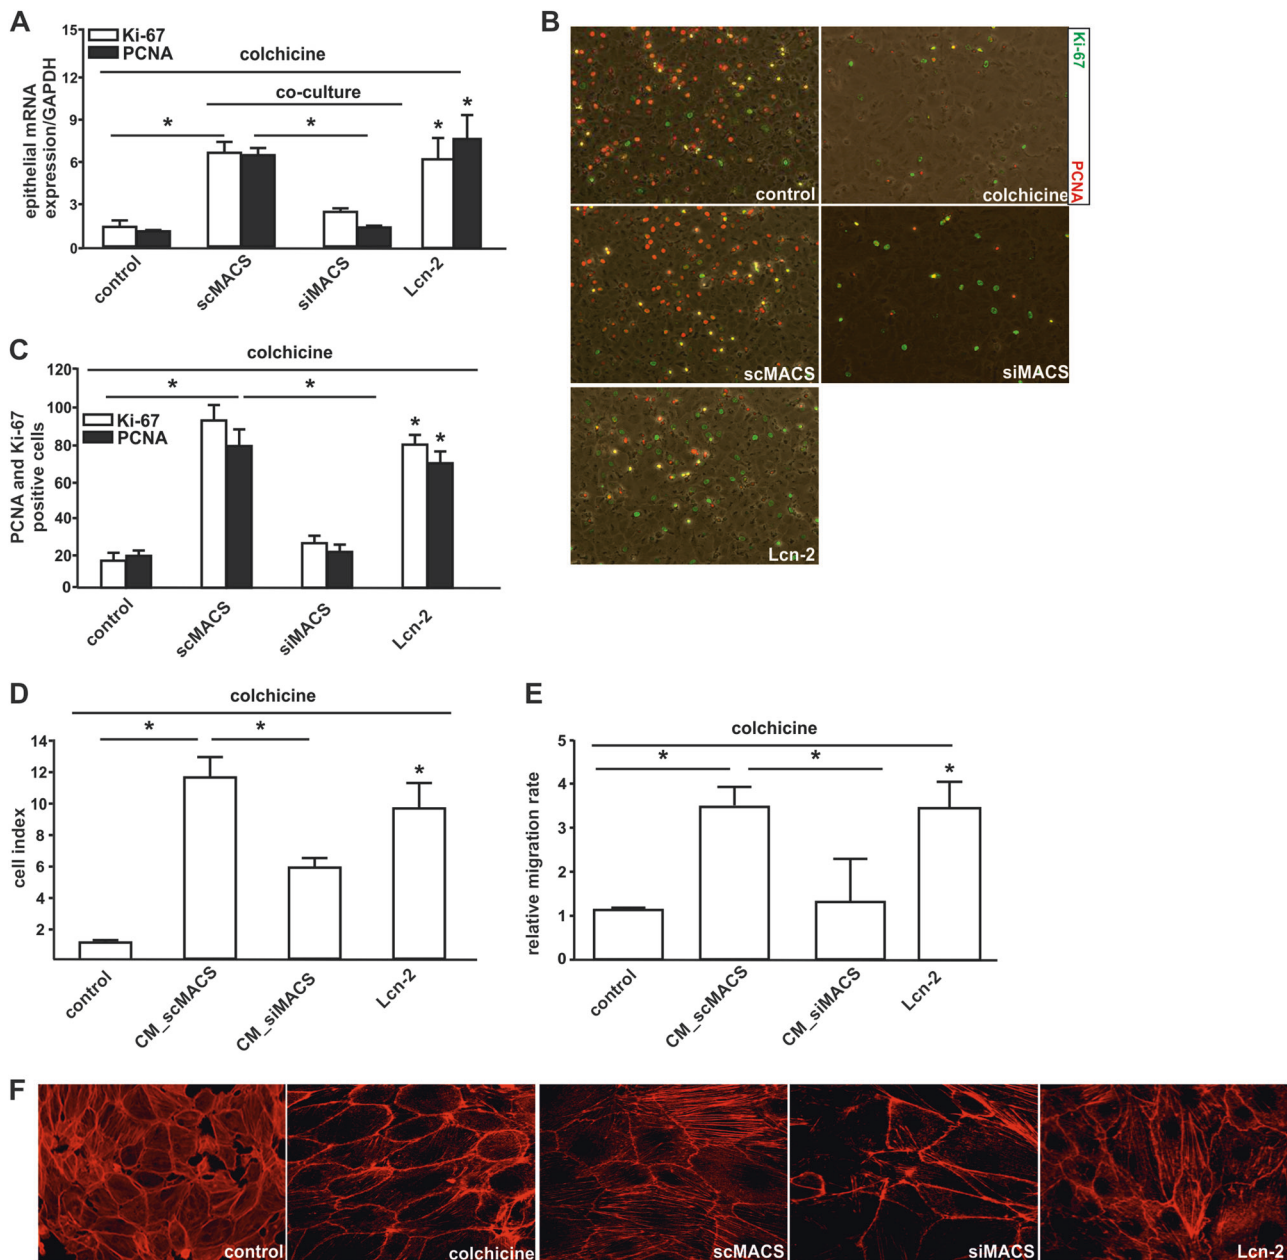 A
15
12
9
6
3
0
epithelial mRNA
expression/GAPDH
Ki-67
PCNA
colchicine
co-culture
*
*
*
*
control
scMACS
siMACS
Lcn-2
B
control
colchicine
Ki-67
PCNA
scMACS
siMACS
Lcn-2
C
colchicine
120
100
80
60
40
20
0
PCNA and Ki-67
positive cells
Ki-67
PCNA
*
*
*
*
control
scMACS
siMACS
Lcn-2
D
colchicine
14
12
10
8
6
4
2
cell index
*
*
*
control
CM_scMACS
CM_siMACS
Lcn-2
E
colchicine
5
4
3
2
1
0
relative migration rate
*
*
*
control
CM_scMACS
CM_siMACS
Lcn-2
F
control
colchicine
scMACS
siMACS
Lcn-2